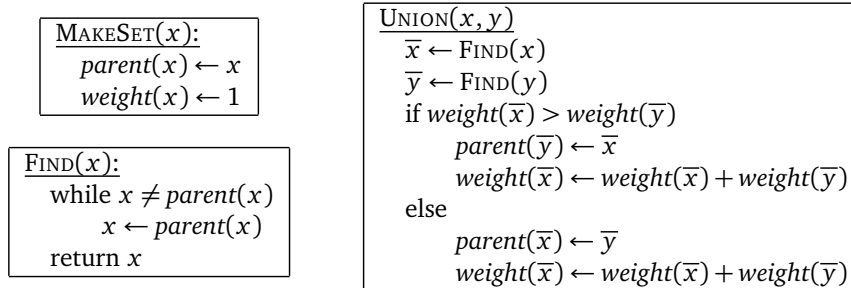 MAKESET(x):
parent(x) ← x
weight(x) ← 1
FIND(x):
while x ≠ parent(x)
x ← parent(x)
return x
UNION(x, y)
x̅ ← FIND(x)
y̅ ← FIND(y)
if weight(x̅) > weight(y̅)
parent(y̅) ← x̅
weight(x̅) ← weight(x̅) + weight(y̅)
else
parent(x̅) ← y̅
weight(x̅) ← weight(x̅) + weight(y̅)